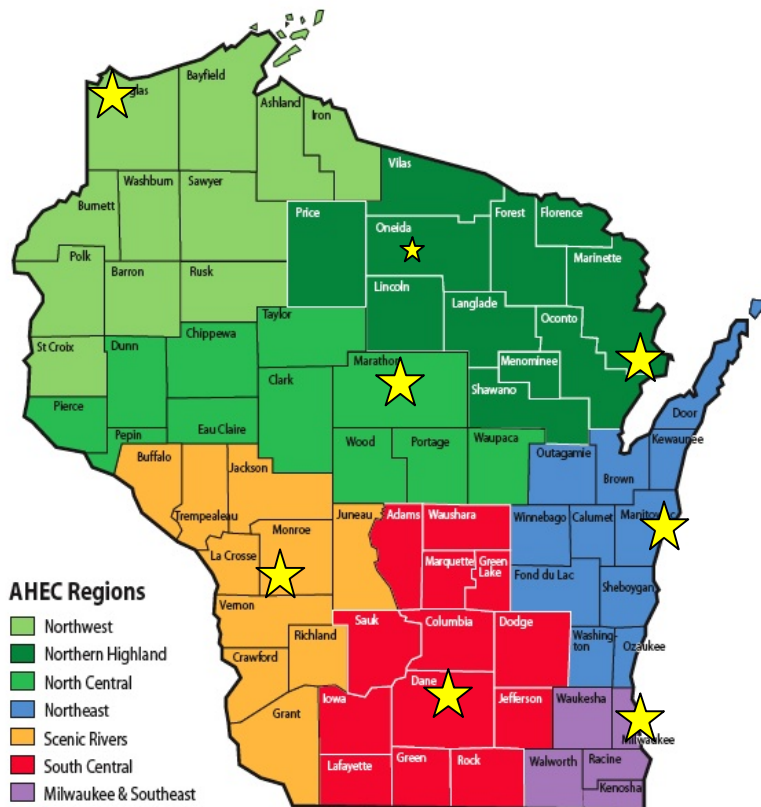 Bayfield
glas
Ashland
Iron
Vilas
Washburn
Sawyer
Burnett
Price
Forest
Florence
Oneida
Polk
Marinette
Barron
Rusk
Lincoln
Langlade
Oconto
Taylor
Chippewa
St Croix
Dunn
Menominee
Marathon
Clark
Shawano
Pierce
Door
Pepin
Eau Claire
Wood
Portage
Waupaca
Kewaunee
Buffalo
Jackson
Outagamie
Brown
Trempealeau
Juneau
Adams
Waushara
Winnebago
Calumet
Manitowoc
Monroe
La Crosse
Marquette
Green
Lake
Fond du Lac
Sheboygan
AHEC Regions
Vernon
Sauk
Columbia
Dodge
Northwest
Richland
Washing-
ton
Ozaukee
Northern Highland
Crawford
Dane
North Central
Iowa
Jefferson
Waukesha
Northeast
Grant
Milwaukee
Scenic Rivers
South Central
Lafayette
Green
Rock
Walworth
Racine
Milwaukee & Southeast
Kenosha